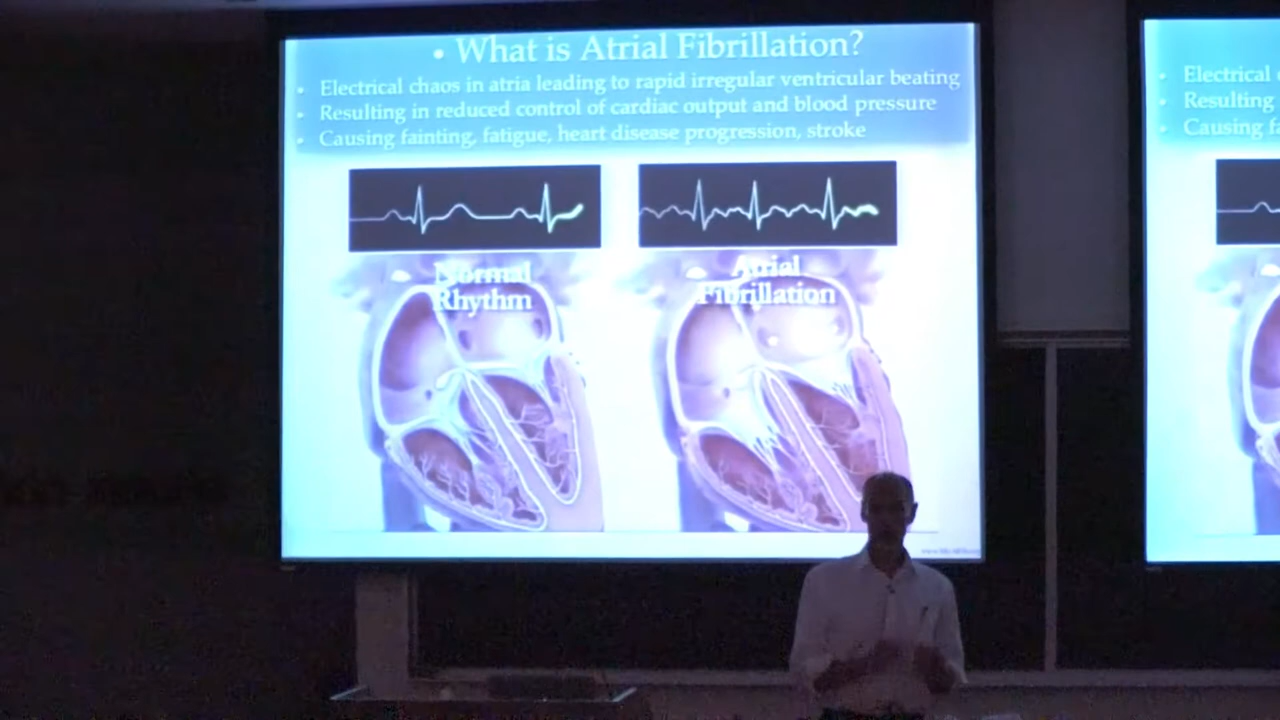 • What is Atrial Fibrillation?
• Electrical chaos in atria leading to rapid irregular ventricular beating
• Resulting in reduced control of cardiac output and blood pressure
• Causing fainting, fatigue, heart disease progression, stroke
Normal
Rhythm
Atrial
Fibrillation
• Electrical
• Resulting
• Causing